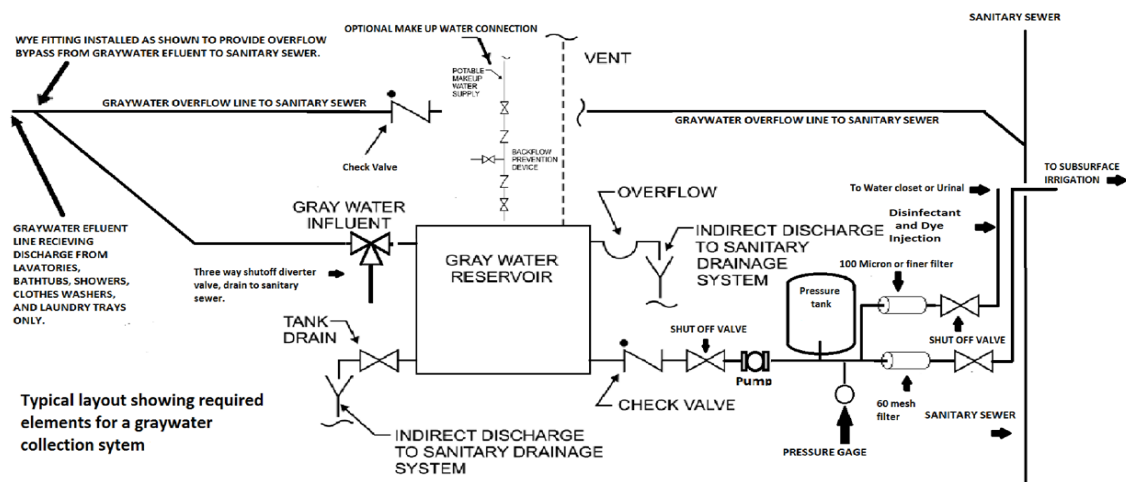 SANITARY SEWER
WYE FITTING INSTALLED AS SHOWN TO PROVIDE OVERFLOW
BYPASS FROM GRAYWATER EFLUENT TO SANITARY SEWER.
OPTIONAL MAKE UP WATER CONNECTION
VENT
POTABLE
MAKEUP
WATER
SUPPLY
GRAYWATER OVERFLOW LINE TO SANITARY SEWER
GRAYWATER OVERFLOW LINE TO SANITARY SEWER
Check Valve
BACKFLOW
PREVENTION
DEVICE
TO SUBSURFACE
IRRIGATION
To Water closet or Urinal
OVERFLOW
GRAY WATER
INFLUENT
Disinfectant
and Dye
Injection
GRAYWATER EFLUENT
LINE RECIEVING
DISCHARGE FROM
LAVATORIES,
BATHTUBS, SHOWERS,
CLOTHES WASHERS,
AND LAUNDRY TRAYS
ONLY.
INDIRECT DISCHARGE
TO SANITARY
DRAINAGE
SYSTEM
GRAY WATER
RESERVOIR
100 Micron or finer filter
Three way shutoff diverter
valve, drain to sanitary
sewer.
Pressure
tank
TANK
DRAIN
SHUT OFF VALVE
SHUT OFF VALVE
Pump
CHECK VALVE
60 mesh
filter
SANITARY SEWER
Typical layout showing required
elements for a graywater
collection sytem
INDIRECT DISCHARGE
TO SANITARY DRAINAGE
SYSTEM
PRESSURE GAGE